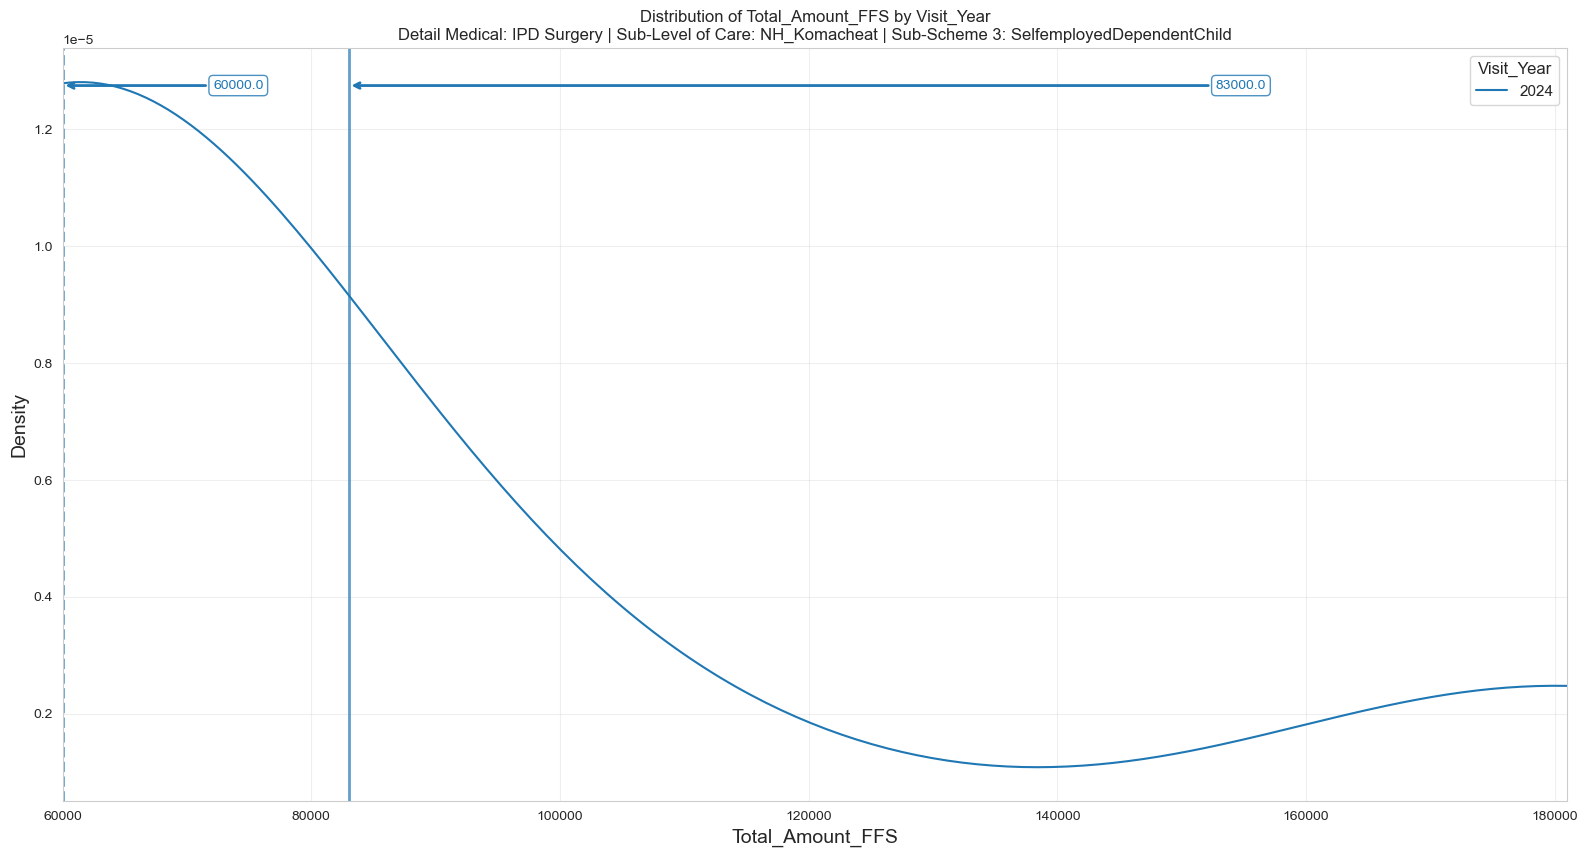 Distribution of Total_Amount_FFS by Visit_Year
Detail Medical: IPD Surgery | Sub-Level of Care: NH_Komacheat | Sub-Scheme 3: SelfemployedDependentChild
1e−5
60000.0
83000.0
Visit_Year
2024
1.2
1.0
0.8
0.6
0.4
0.2
Density
60000
80000
100000
120000
140000
160000
180000
Total_Amount_FFS